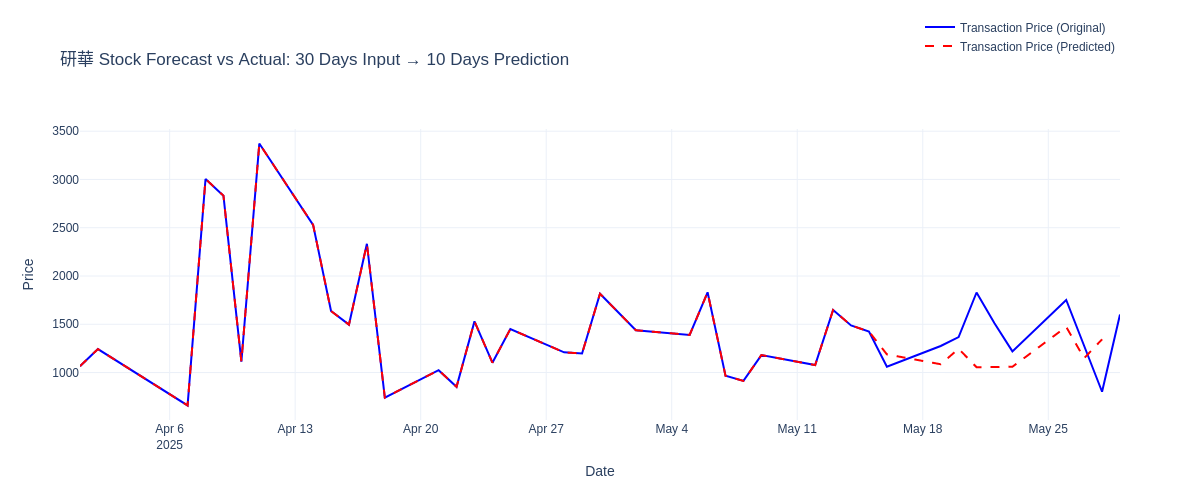 Transaction Price (Original)
Transaction Price (Predicted)
研華 Stock Forecast vs Actual: 30 Days Input → 10 Days Prediction
3500
3000
2500
2000
1500
1000
Price
Apr 6
2025
Apr 13
Apr 20
Apr 27
May 4
May 11
May 18
May 25
Date